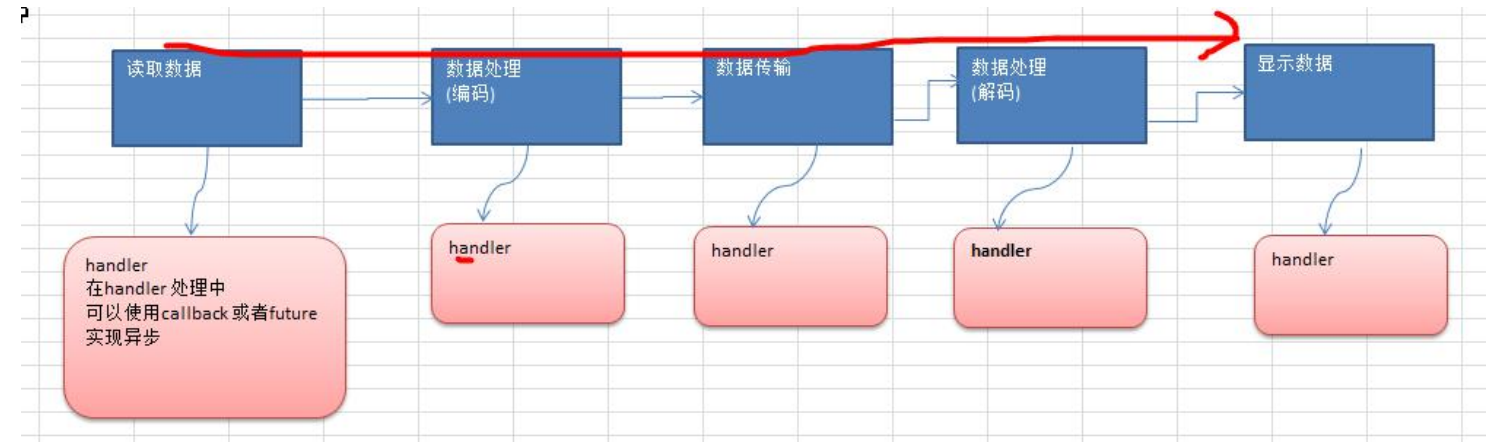 读取数据
数据处理
(编码)
数据传输
数据处理
(解码)
显示数据
handler
在handler 处理中
可以使用callback 或者future
实现异步
handler
handler
handler
handler